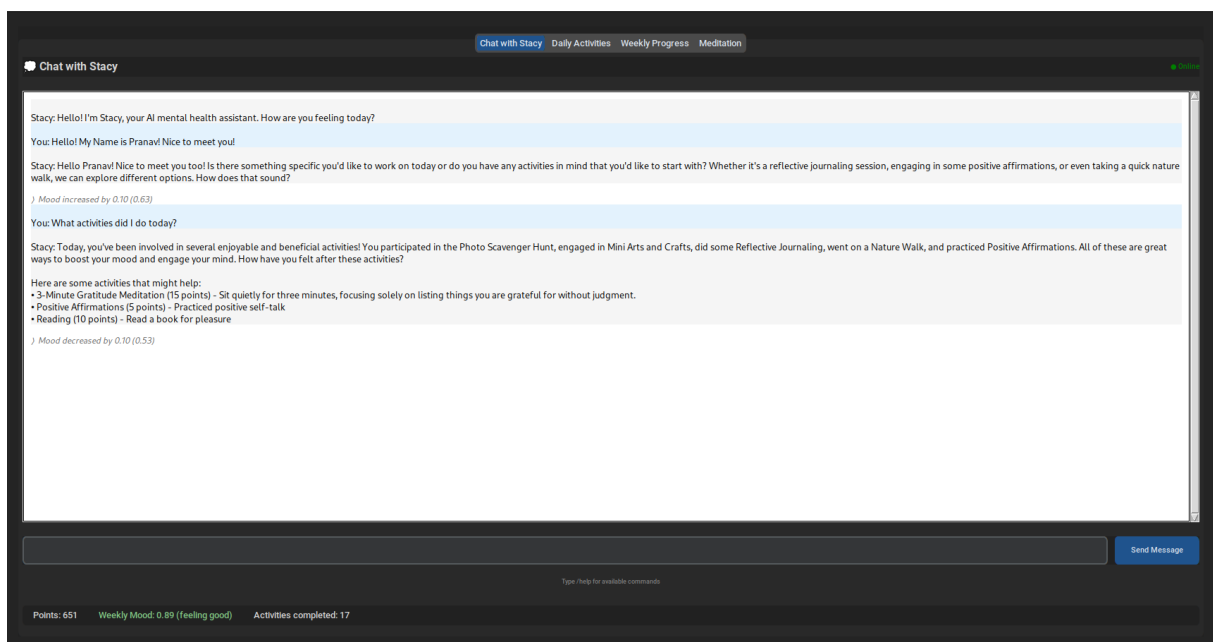 Chat with Stacy Daily Activities Weekly Progress Meditation
Chat with Stacy
Online
Stacy: Hello! I'm Stacy, your AI mental health assistant. How are you feeling today?
You: Hello! My Name is Pranav! Nice to meet you!
Stacy: Hello Pranav! Nice to meet you too! Is there something specific you'd like to work on today or do you have any activities in mind that you'd like to start with? Whether it's a reflective journaling session, engaging in some positive affirmations, or even taking a quick nature
walk, we can explore different options. How does that sound?
) Mood increased by 0.10 (0.63)
You: What activities did I do today?
Stacy: Today, you've been involved in several enjoyable and beneficial activities! You participated in the Photo Scavenger Hunt, engaged in Mini Arts and Crafts, did some Reflective Journaling, went on a Nature Walk, and practiced Positive Affirmations. All of these are great
ways to boost your mood and engage your mind. How have you felt after these activities?
Here are some activities that might help:
• 3-Minute Gratitude Meditation (15 points) - Sit quietly for three minutes, focusing solely on listing things you are grateful for without judgment.
• Positive Affirmations (5 points) - Practiced positive self-talk
• Reading (10 points) - Read a book for pleasure
) Mood decreased by 0.10 (0.53)
Send Message
Type /help for available commands
Points: 651 Weekly Mood: 0.89 (feeling good) Activities completed: 17